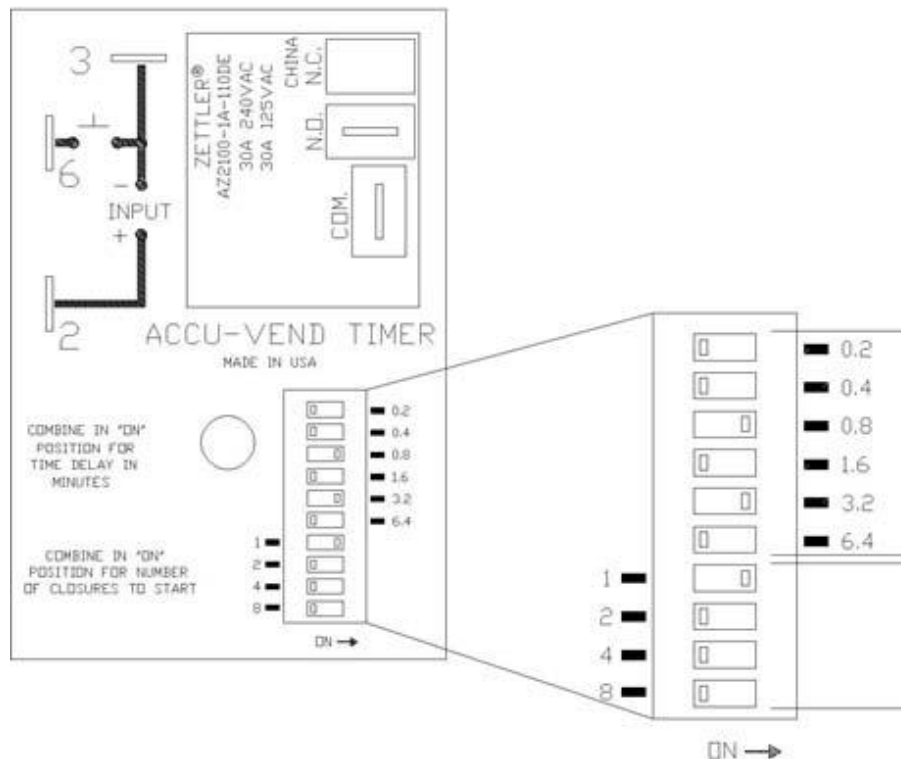 3
6
-
INPUT
+
2
ZETTLER®
AZ2100-1A-110DE
30A 240VAC
30A 125VAC
CHINA
N.C.
N.O.
COM.
ACCU-VEND TIMER
MADE IN USA
COMBINE IN "ON"
POSITION FOR
TIME DELAY IN
MINUTES
0.2
0.4
0.8
1.6
3.2
6.4
COMBINE IN "ON"
POSITION FOR NUMBER
OF CLOSURES TO START
1
2
4
8
ON
0.2
0.4
0.8
1.6
3.2
6.4
1
2
4
8
ON